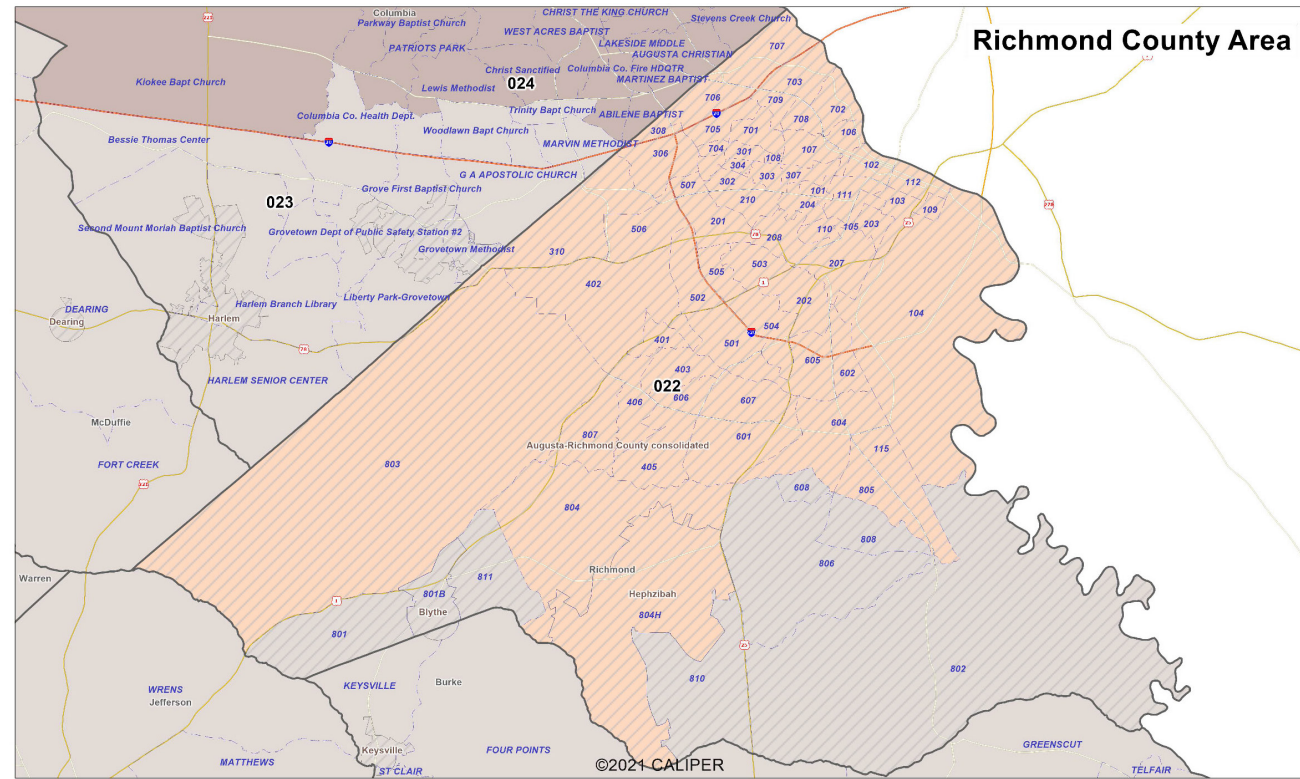 Richmond County Area
Columbia
CHRIST THE KING CHURCH
Stevens Creek Church
Parkway Baptist Church
WEST ACRES BAPTIST
PATRIOTS PARK
LAKESIDE MIDDLE
AUGUSTA CHRISTIAN
707
Kiokee Bapt Church
Christ Sanctified
Columbia Co. Fire HDQTR
MARTINEZ BAPTIST
024
Lewis Methodist
703
706
709
Columbia Co. Health Dept.
Trinity Bapt Church
ABILENE BAPTIST
702
708
Bessie Thomas Center
Woodlawn Bapt Church
MARVIN METHODIST
308
705
701
106
306
704
301
108
107
304
102
G A APOSTOLIC CHURCH
303
307
302
112
507
Grove First Baptist Church
101
111
103
023
210
204
109
Second Mount Moriah Baptist Church
Grovetown Dept of Public Safety Station #2
506
201
110
105
203
25
278
78
208
Grovetown Methodist
310
503
207
505
402
1
DEARING
Dearing
Harlem Branch Library
Liberty Park-Grovetown
502
202
104
Harlem
504
78
401
501
605
403
602
HARLEM SENIOR CENTER
022
406
606
607
McDuffie
807
601
604
Augusta-Richmond County consolidated
115
FORT CREEK
803
405
221
608
805
804
808
806
Warren
811
Richmond
801B
Hephzibah
1
Blythe
804H
801
25
810
802
WRENS
Jefferson
KEYSVILLE
Burke
Keysville
FOUR POINTS
GREENSCUT
MATTHEWS
ST CLAIR
©2021 CALIPER
TELFAIR